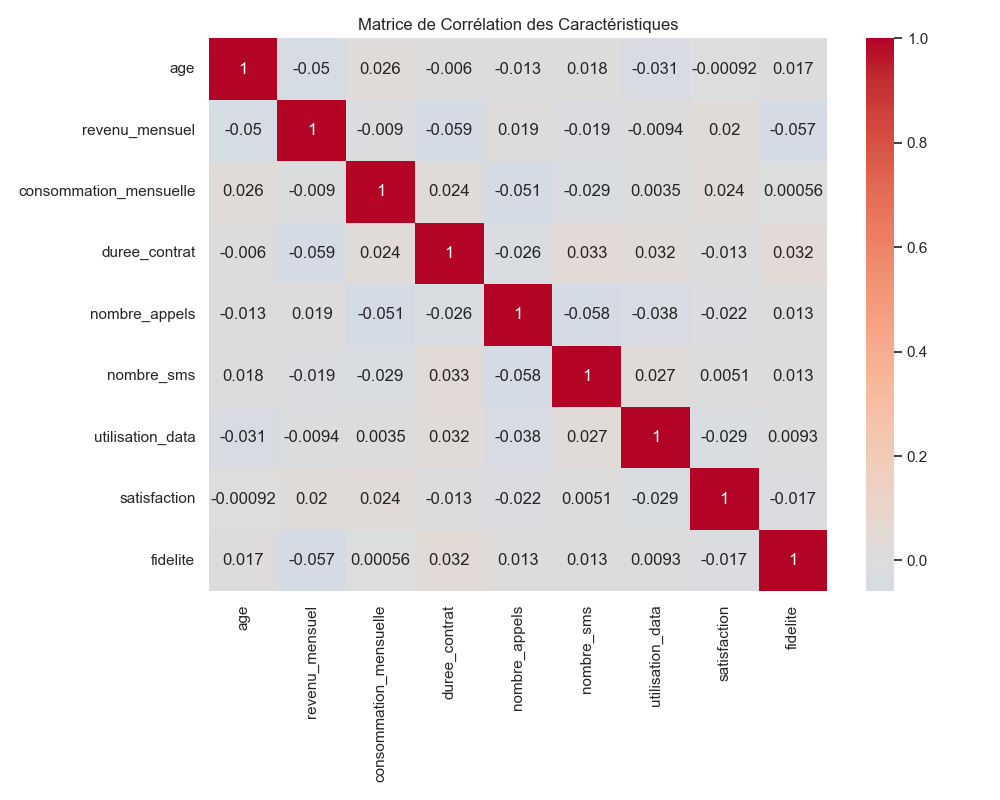 Matrice de Corrélation des Caractéristiques
age 1 -0.05 0.026 -0.006 -0.013 0.018 -0.031 -0.00092 0.017
revenu_mensuel -0.05 1 -0.009 -0.059 0.019 -0.019 -0.0094 0.02 -0.057
consommation_mensuelle 0.026 -0.009 1 0.024 -0.051 -0.029 0.0035 0.024 0.00056
duree_contrat -0.006 -0.059 0.024 1 -0.026 0.033 0.032 -0.013 0.032
nombre_appels -0.013 0.019 -0.051 -0.026 1 -0.058 -0.038 -0.022 0.013
nombre_sms 0.018 -0.019 -0.029 0.033 -0.058 1 0.027 0.0051 0.013
utilisation_data -0.031 -0.0094 0.0035 0.032 -0.038 0.027 1 -0.029 0.0093
satisfaction -0.00092 0.02 0.024 -0.013 -0.022 0.0051 -0.029 1 -0.017
fidelite 0.017 -0.057 0.00056 0.032 0.013 0.013 0.0093 -0.017 1
age
revenu_mensuel
consommation_mensuelle
duree_contrat
nombre_appels
nombre_sms
utilisation_data
satisfaction
fidelite
1.0
0.8
0.6
0.4
0.2
0.0